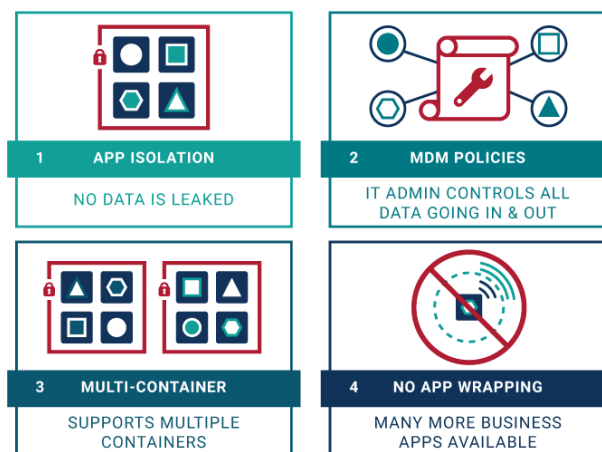 1 APP ISOLATION
NO DATA IS LEAKED
2 MDM POLICIES
IT ADMIN CONTROLS ALL
DATA GOING IN & OUT
3 MULTI-CONTAINER
SUPPORTS MULTIPLE
CONTAINERS
4 NO APP WRAPPING
MANY MORE BUSINESS
APPS AVAILABLE